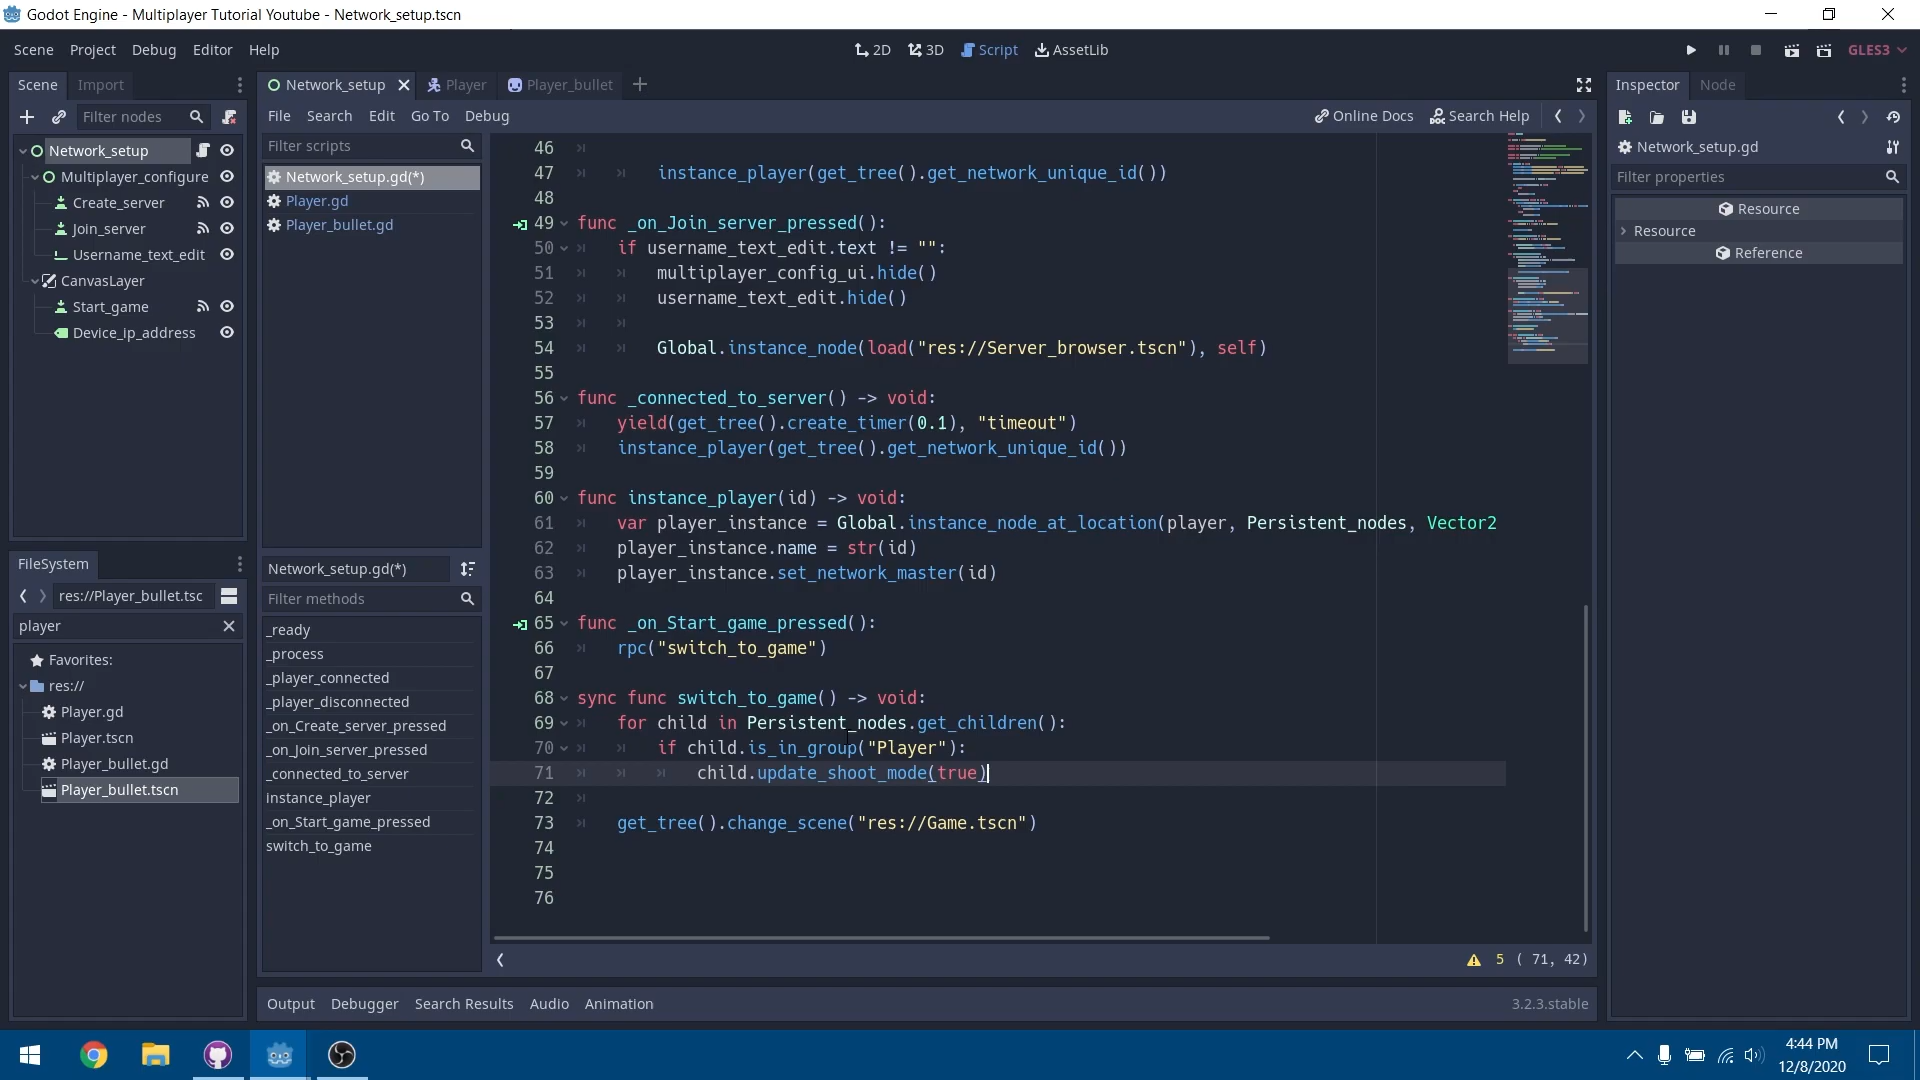 Godot Engine - Multiplayer Tutorial Youtube - Network_setup.tscn
Scene Project Debug Editor Help
2D 3D Script AssetLib
GLES3
Scene Import
Filter nodes
Network_setup
Multiplayer_configure
Create_server
Join_server
Username_text_edit
CanvasLayer
Start_game
Device_ip_address
FileSystem
res://Player_bullet.tsc
player
Favorites:
res://
Player.gd
Player.tscn
Player_bullet.gd
Player_bullet.tscn
Network_setup Player Player_bullet
File Search Edit Go To Debug
Online Docs Search Help
Filter scripts
Network_setup.gd(*)
Player.gd
Player_bullet.gd
Network_setup.gd(*)
Filter methods
_ready
_process
_player_connected
_player_disconnected
_on_Create_server_pressed
_on_Join_server_pressed
_connected_to_server
instance_player
_on_Start_game_pressed
switch_to_game
46
47 instance_player(get_tree().get_network_unique_id())
48
49 func _on_Join_server_pressed():
50 if username_text_edit.text != "":
51 multiplayer_config_ui.hide()
52 username_text_edit.hide()
53
54 Global.instance_node(load("res://Server_browser.tscn"), self)
55
56 func _connected_to_server() -> void:
57 yield(get_tree().create_timer(0.1), "timeout")
58 instance_player(get_tree().get_network_unique_id())
59
60 func instance_player(id) -> void:
61 var player_instance = Global.instance_node_at_location(player, Persistent_nodes, Vector2
62 player_instance.name = str(id)
63 player_instance.set_network_master(id)
64
65 func _on_Start_game_pressed():
66 rpc("switch_to_game")
67
68 sync func switch_to_game() -> void:
69 for child in Persistent_nodes.get_children():
70 if child.is_in_group("Player"):
71 child.update_shoot_mode(true)
72
73 get_tree().change_scene("res://Game.tscn")
74
75
76
5 ( 71, 42)
Output Debugger Search Results Audio Animation
3.2.3.stable
Inspector Node
Network_setup.gd
Filter properties
Resource
Resource
Reference
4:44 PM
12/8/2020